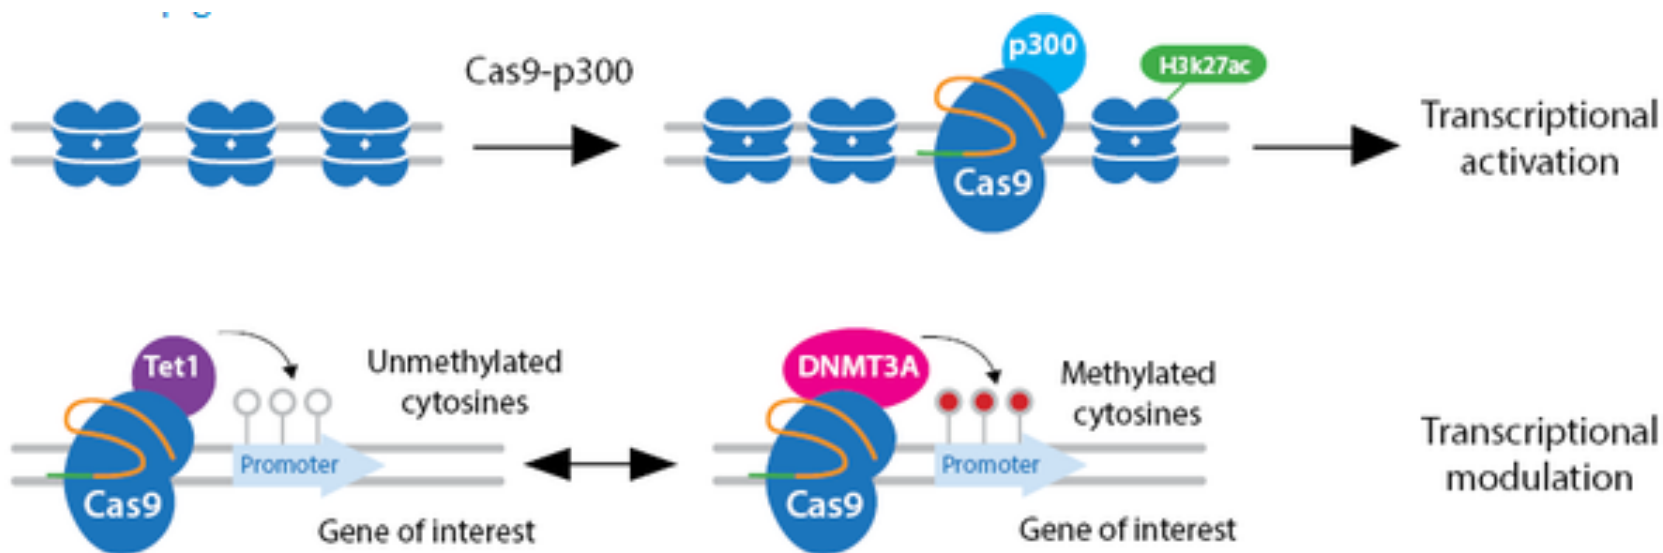 Cas9-p300
p300
H3k27ac
Cas9
Transcriptional
activation
Tet1
Unmethylated
cytosines
Promoter
Cas9
Gene of interest
DNMT3A
Methylated
cytosines
Promoter
Cas9
Gene of interest
Transcriptional
modulation